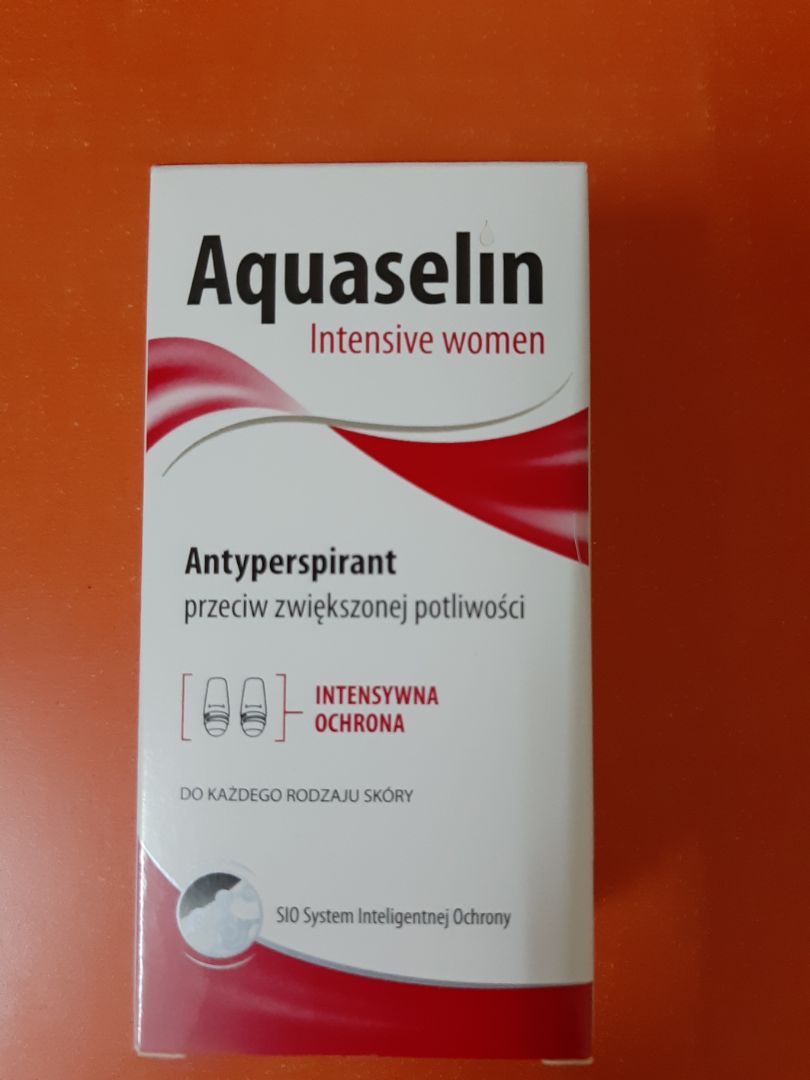 Aquaselin
Intensive women
Antyperspirant
przeciw zwiększonej potliwości
INTENSYWNA
OCHRONA
DO KAŻDEGO RODZAJU SKÓRY
SIO System Inteligentnej Ochrony